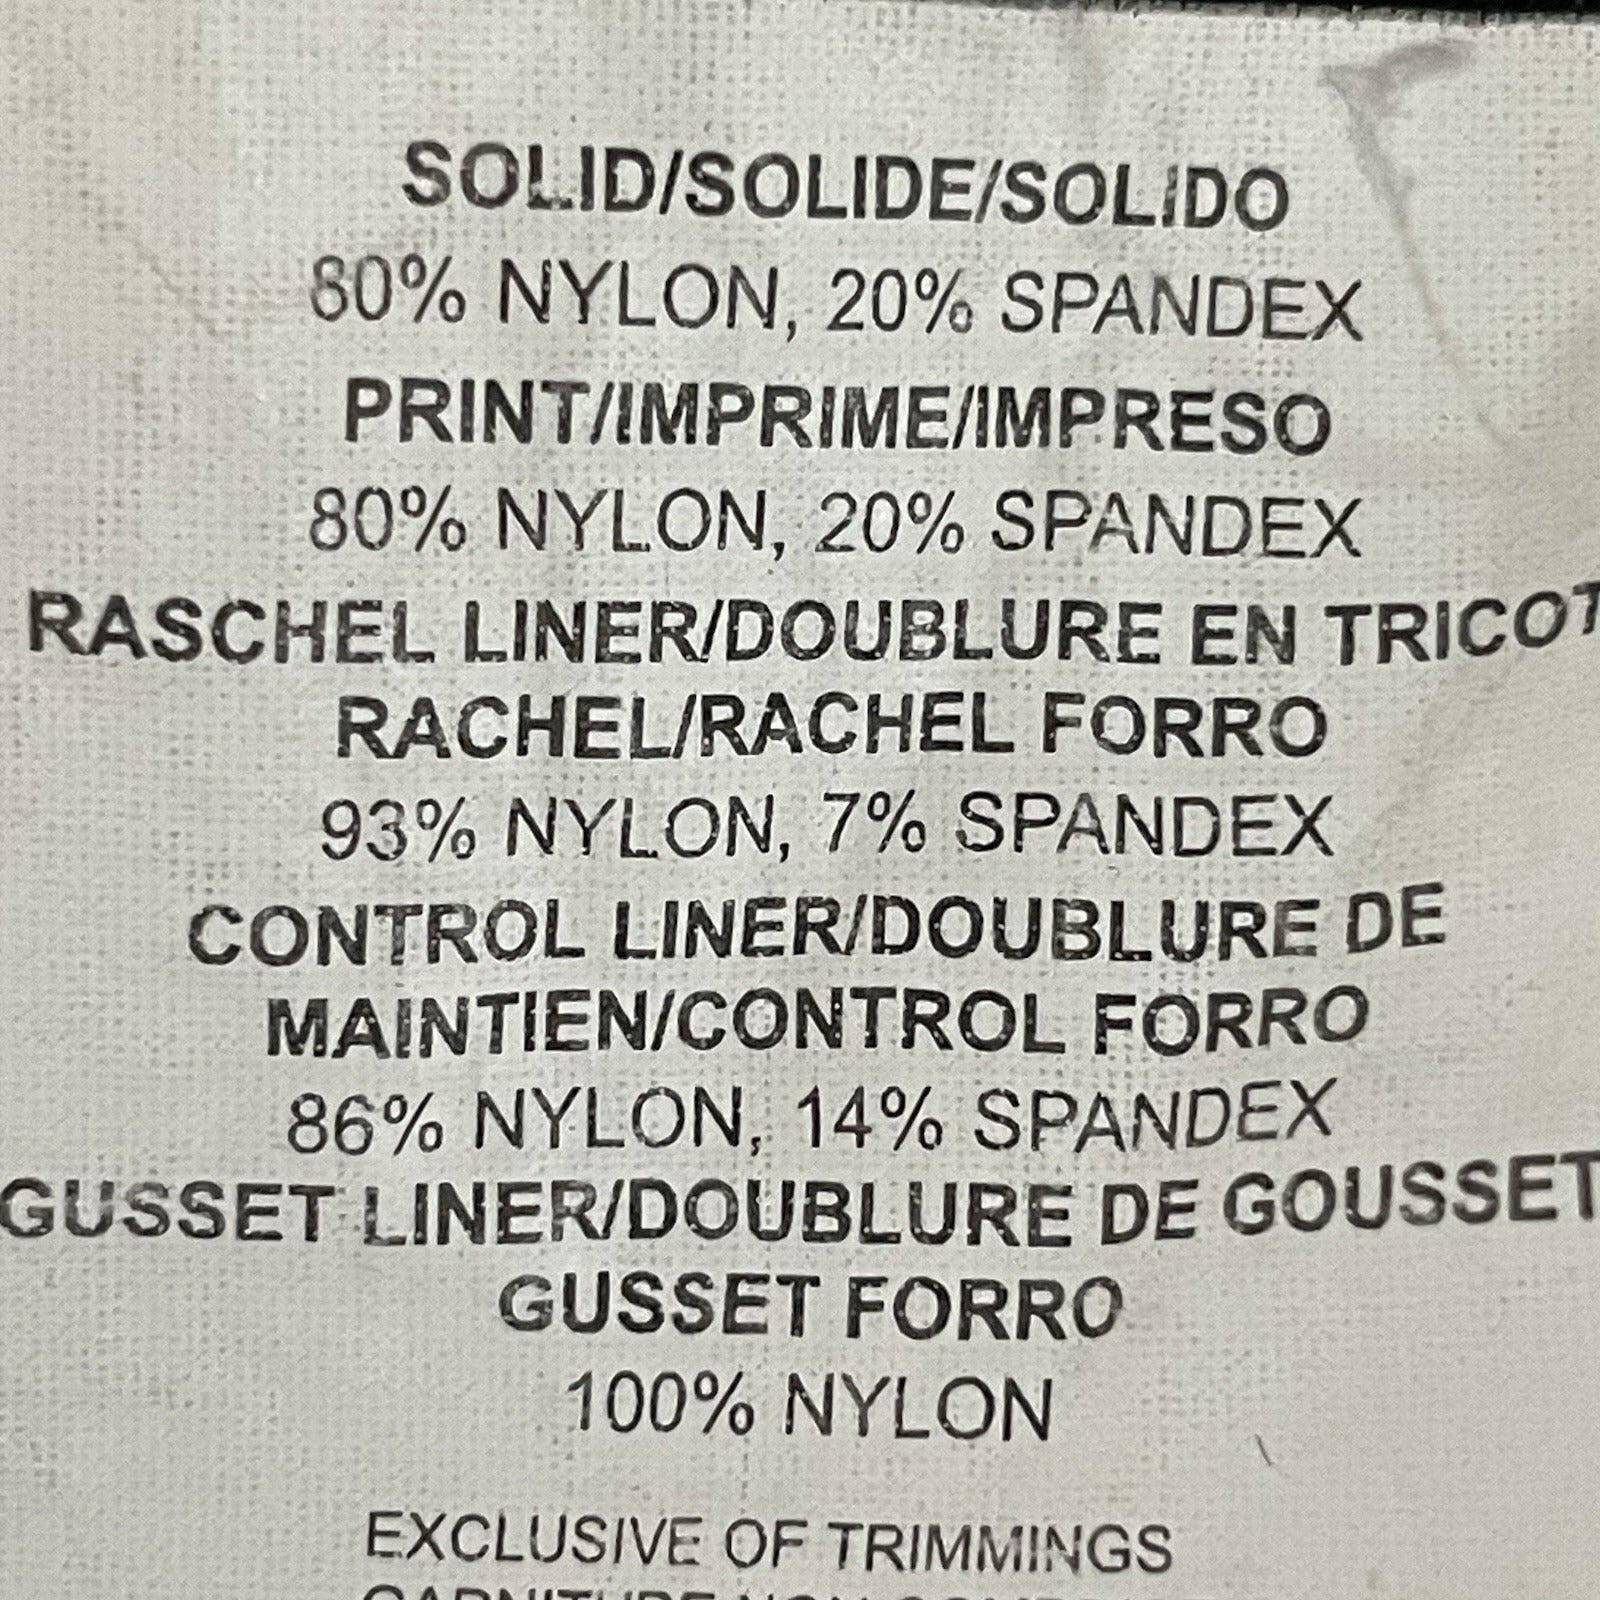 SOLID/SOLIDE/SOLIDO
80% NYLON, 20% SPANDEX
PRINT/IMPRIME/IMPRESO
80% NYLON, 20% SPANDEX
RASCHEL LINER/DOUBLURE EN TRICOT
RACHEL/RACHEL FORRO
93% NYLON, 7% SPANDEX
CONTROL LINER/DOUBLURE DE
MAINTIEN/CONTROL FORRO
86% NYLON, 14% SPANDEX
GUSSET LINER/DOUBLURE DE GOUSSET
GUSSET FORRO
100% NYLON
EXCLUSIVE OF TRIMMINGS